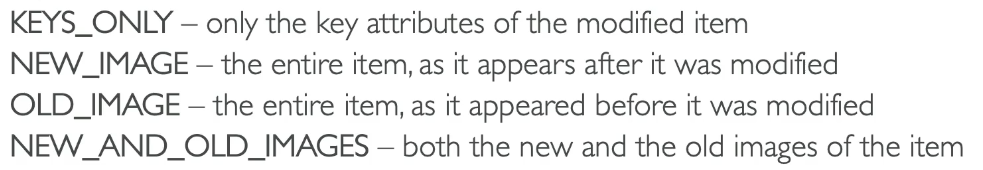 KEYS_ONLY – only the key attributes of the modified item
NEW_IMAGE – the entire item, as it appears after it was modified
OLD_IMAGE – the entire item, as it appeared before it was modified
NEW_AND_OLD_IMAGES – both the new and the old images of the item